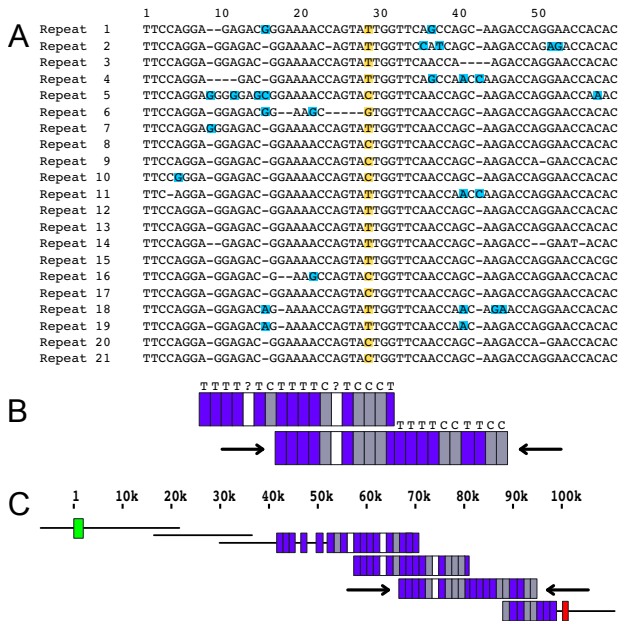 1 10 20 30 40 50
A
Repeat 1 TTCCAGGA--GAGACGGGAAAACCAGTATTGGTTCAGCCAGC-AAGACCAGGAACCACAC
Repeat 2 TTCCAGGA-GGAGAC-GGAAAAC-AGTATTGGTTCCATCAGC-AAGACCAGAGACCACAC
Repeat 3 TTCCAGGA-GGAGAC-GGAAAACCAGTATTGGTTCAACCA----AGACCAGGAACCACAC
Repeat 4 TTCCAGGA----GAC-GGAAAACCAGTATTGGTTCAGCCAACCAAGACCAGGAACCACAC
Repeat 5 TTCCAGGAGGGGGAGCGGAAAACCAGTACTGGTTCAACCAGC-AAGACCAGGAACCAAAC
Repeat 6 TTCCAGGA-GGAGACGG--AAGC-----GTGGTTCAACCAGC-AAGACCAGGAACCACAC
Repeat 7 TTCCAGGAGGGAGAC-GGAAAACCAGTATTGGTTCAACCAGC-AAGACCAGGAACCACAC
Repeat 8 TTCCAGGA-GGAGAC-GGAAAACCAGTACTGGTTCAACCAGC-AAGACCAGGAACCACAC
Repeat 9 TTCCAGGA-GGAGAC-GGAAAACCAGTACTGGTTCAACCAGC-AAGACCA-GAACCACAC
Repeat 10 TTCCGGGA-GGAGAC-GGAAAACCAGTACTGGTTCAACCAGC-AAGACCAGGAACCACAC
Repeat 11 TTC-AGGA-GGAGAC-GGAAAACCAGTATTGGTTCAACCAACCAAGACCAGGAACCACAC
Repeat 12 TTCCAGGA-GGAGAC-GGAAAACCAGTATTGGTTCAACCAGC-AAGACCAGGAACCACAC
Repeat 13 TTCCAGGA-GGAGAC-GGAAAACCAGTATTGGTTCAACCAGC-AAGACCAGGAACCACAC
Repeat 14 TTCCAGGA--GAGAC-GGAAAACCAGTATTGGTTCAACCAGC-AAGACC--GAAT-ACAC
Repeat 15 TTCCAGGA-GGAGAC-GGAAAACCAGTATTGGTTCAACCAGC-AAGACCAGGAACCACGC
Repeat 16 TTCCAGGA-GGAGAC-G--AAGCCAGTACTGGTTCAACCAGC-AAGACCAGGAACCACAC
Repeat 17 TTCCAGGA-GGAGAC-GGAAAACCAGTACTGGTTCAACCAGC-AAGACCAGGAACCACAC
Repeat 18 TTCCAGGA-GGAGACAG-AAAACCAGTATTGGTTCAACCAAC-AGAACCAGGAACCACAC
Repeat 19 TTCCAGGA-GGAGACAG-AAAACCAGTATTGGTTCAACCAAC-AAGACCAGGAACCACAC
Repeat 20 TTCCAGGA-GGAGAC-GGAAAACCAGTACTGGTTCAACCAGC-AAGACCA-GAACCACAC
Repeat 21 TTCCAGGA-GGAGAC-GGAAAACCAGTACTGGTTCAACCAGC-AAGACCAGGAACCACAC
B
TTTT?TCTTTTC?TCCCT
TTTTCCTTCC
C
1 10k 20k 30k 40k 50k 60k 70k 80k 90k 100k